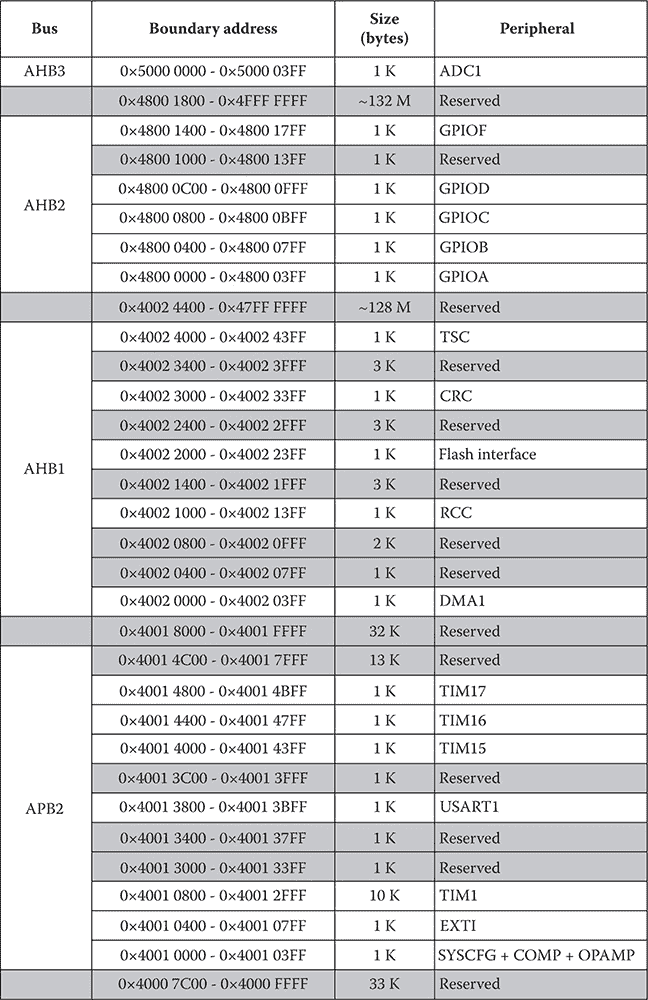 Bus Boundary address Size (bytes) Peripheral
AHB3 0×5000 0000 - 0×5000 03FF 1 K ADC1
0×4800 1800 - 0×4FFF FFFF ~132 M Reserved
AHB2 0×4800 1400 - 0×4800 17FF 1 K GPIOF
0×4800 1000 - 0×4800 13FF 1 K Reserved
0×4800 0C00 - 0×4800 0FFF 1 K GPIOD
0×4800 0800 - 0×4800 0BFF 1 K GPIOC
0×4800 0400 - 0×4800 07FF 1 K GPIOB
0×4800 0000 - 0×4800 03FF 1 K GPIOA
0×4002 4400 - 0×47FF FFFF ~128 M Reserved
AHB1 0×4002 4000 - 0×4002 43FF 1 K TSC
0×4002 3400 - 0×4002 3FFF 3 K Reserved
0×4002 3000 - 0×4002 33FF 1 K CRC
0×4002 2400 - 0×4002 2FFF 3 K Reserved
0×4002 2000 - 0×4002 23FF 1 K Flash interface
0×4002 1400 - 0×4002 1FFF 3 K Reserved
0×4002 1000 - 0×4002 13FF 1 K RCC
0×4002 0800 - 0×4002 0FFF 2 K Reserved
0×4002 0400 - 0×4002 07FF 1 K Reserved
0×4002 0000 - 0×4002 03FF 1 K DMA1
0×4001 8000 - 0×4001 FFFF 32 K Reserved
APB2 0×4001 4C00 - 0×4001 7FFF 13 K Reserved
0×4001 4800 - 0×4001 4BFF 1 K TIM17
0×4001 4400 - 0×4001 47FF 1 K TIM16
0×4001 4000 - 0×4001 43FF 1 K TIM15
0×4001 3C00 - 0×4001 3FFF 1 K Reserved
0×4001 3800 - 0×4001 3BFF 1 K USART1
0×4001 3400 - 0×4001 37FF 1 K Reserved
0×4001 3000 - 0×4001 33FF 1 K Reserved
0×4001 0800 - 0×4001 2FFF 10 K TIM1
0×4001 0400 - 0×4001 07FF 1 K EXTI
0×4001 0000 - 0×4001 03FF 1 K SYSCFG + COMP + OPAMP
0×4000 7C00 - 0×4000 FFFF 33 K Reserved